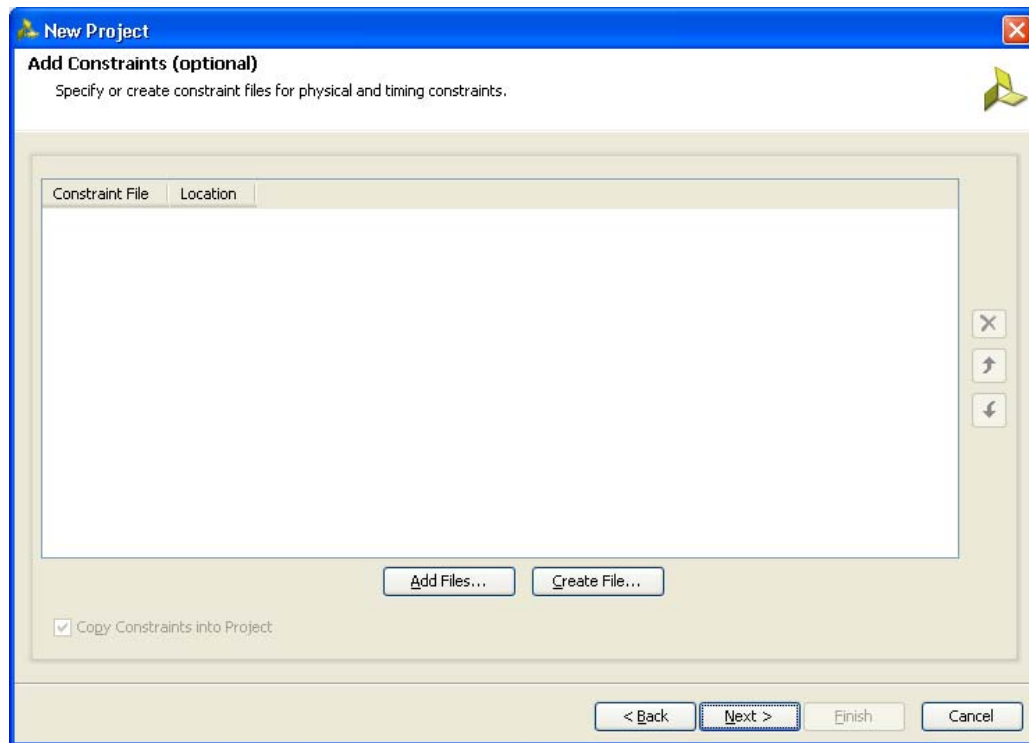 New Project
Add Constraints (optional)
Specify or create constraint files for physical and timing constraints.
Constraint File Location
Add Files... Create File...
Copy Constraints into Project
< Back Next > Finish Cancel